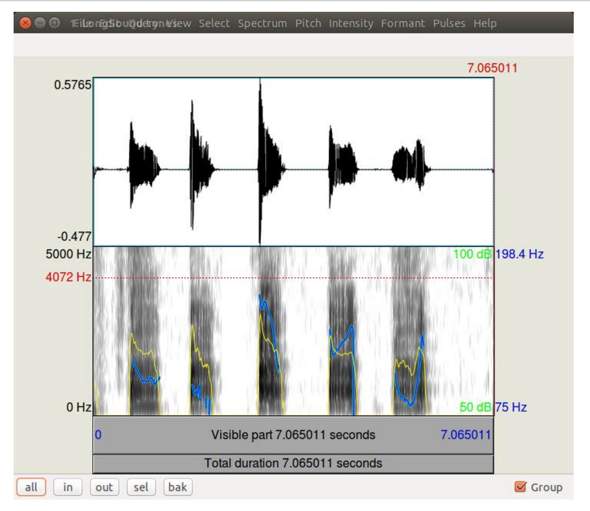 File Edit Query View Select Spectrum Pitch Intensity Formant Pulses Help
7.065011
0.5765
-0.477
5000 Hz 100 dB 198.4 Hz
4072 Hz
0 Hz 50 dB 75 Hz
0 Visible part 7.065011 seconds 7.065011
Total duration 7.065011 seconds
all in out sel bak Group